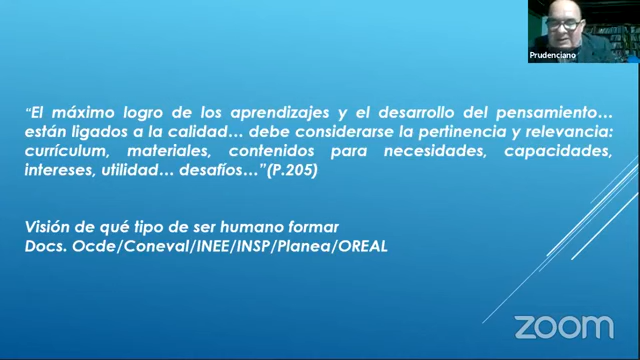 Prudenciano
“El máximo logro de los aprendizajes y el desarrollo del pensamiento…
están ligados a la calidad… debe considerarse la pertinencia y relevancia:
currículum, materiales, contenidos para necesidades, capacidades,
intereses, utilidad… desafíos…”(P.205)
Visión de qué tipo de ser humano formar
Docs. Ocde/Coneval/INEE/INSP/Planea/OREAL
zoom